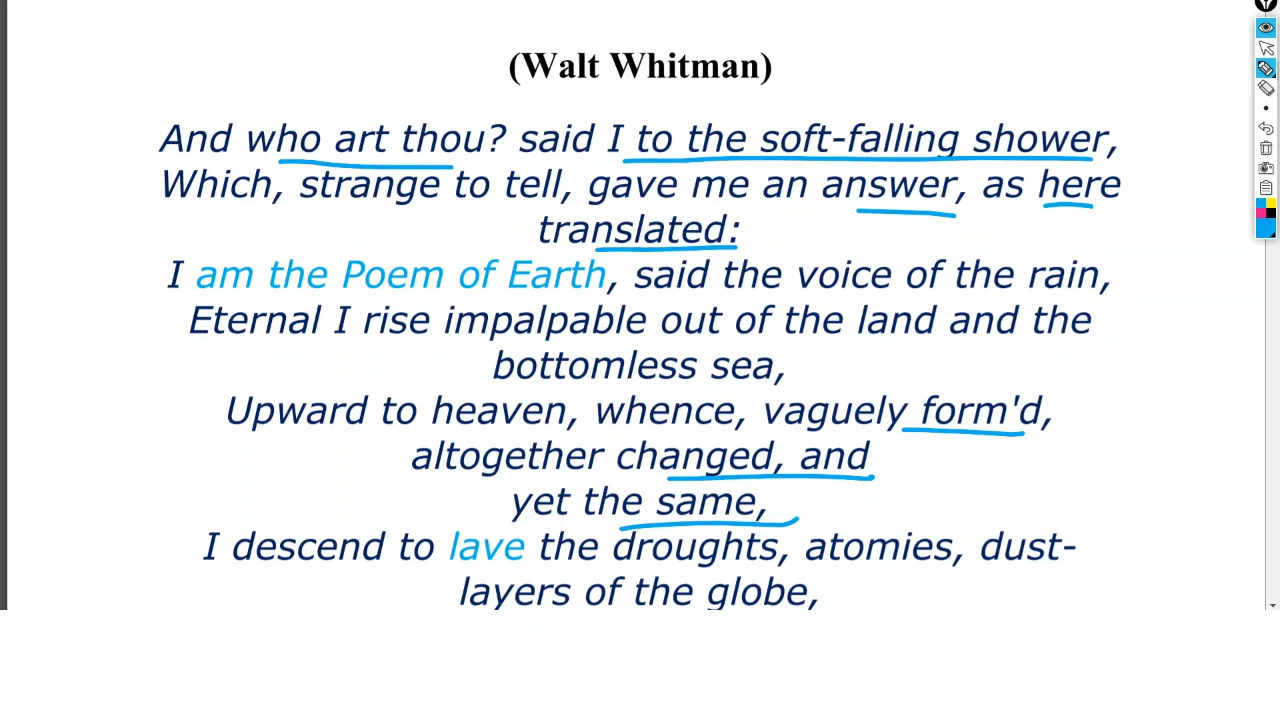 (Walt Whitman)
And who art thou? said I to the soft-falling shower,
Which, strange to tell, gave me an answer, as here
translated:
I am the Poem of Earth, said the voice of the rain,
Eternal I rise impalpable out of the land and the
bottomless sea,
Upward to heaven, whence, vaguely form'd,
altogether changed, and
yet the same,
I descend to lave the droughts, atomies, dust-
layers of the globe,